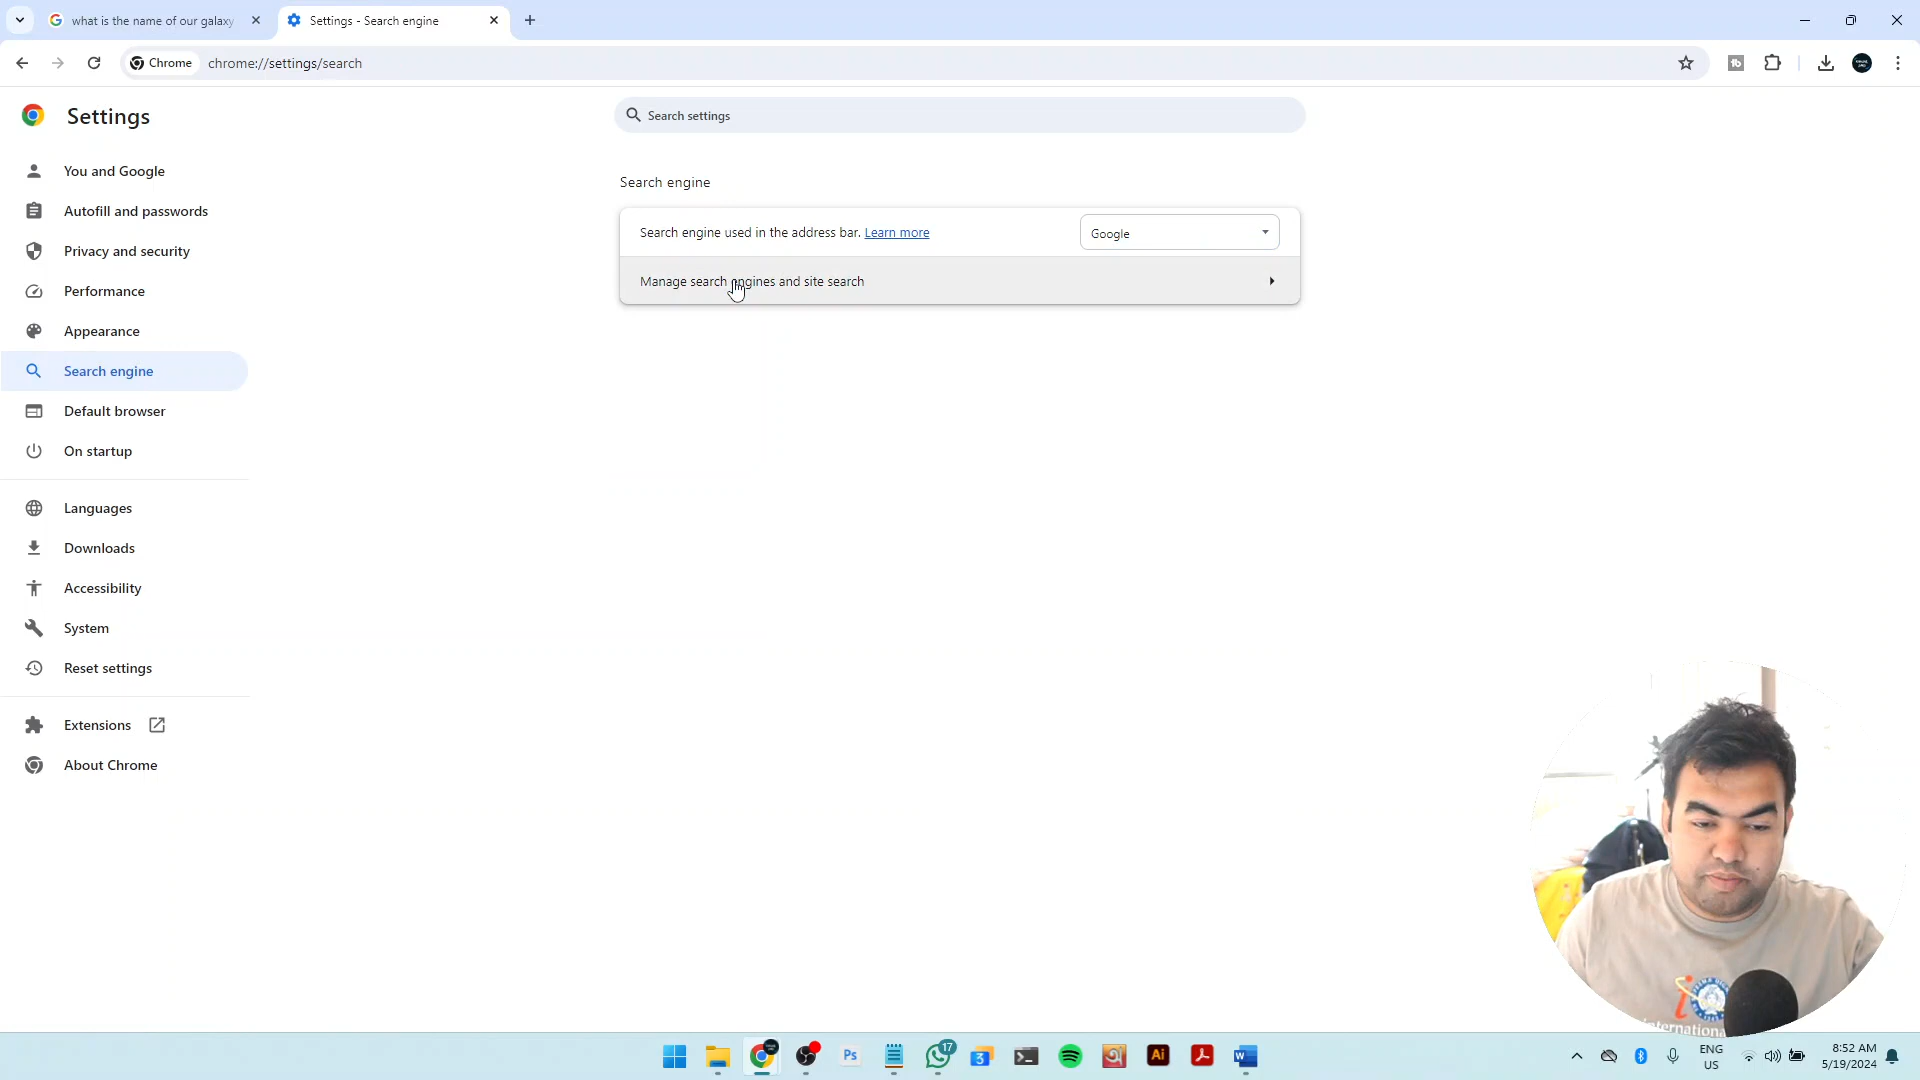 what is the name of our galaxy
Settings - Search engine
Chrome
chrome://settings/search
Settings
Search settings
You and Google
Autofill and passwords
Privacy and security
Performance
Appearance
Search engine
Default browser
On startup
Languages
Downloads
Accessibility
System
Reset settings
Extensions
About Chrome
Search engine
Search engine used in the address bar. Learn more
Google
Manage search engines and site search
international
Ps
17
3
Ai
W
ENG
US
8:52 AM
5/19/2024